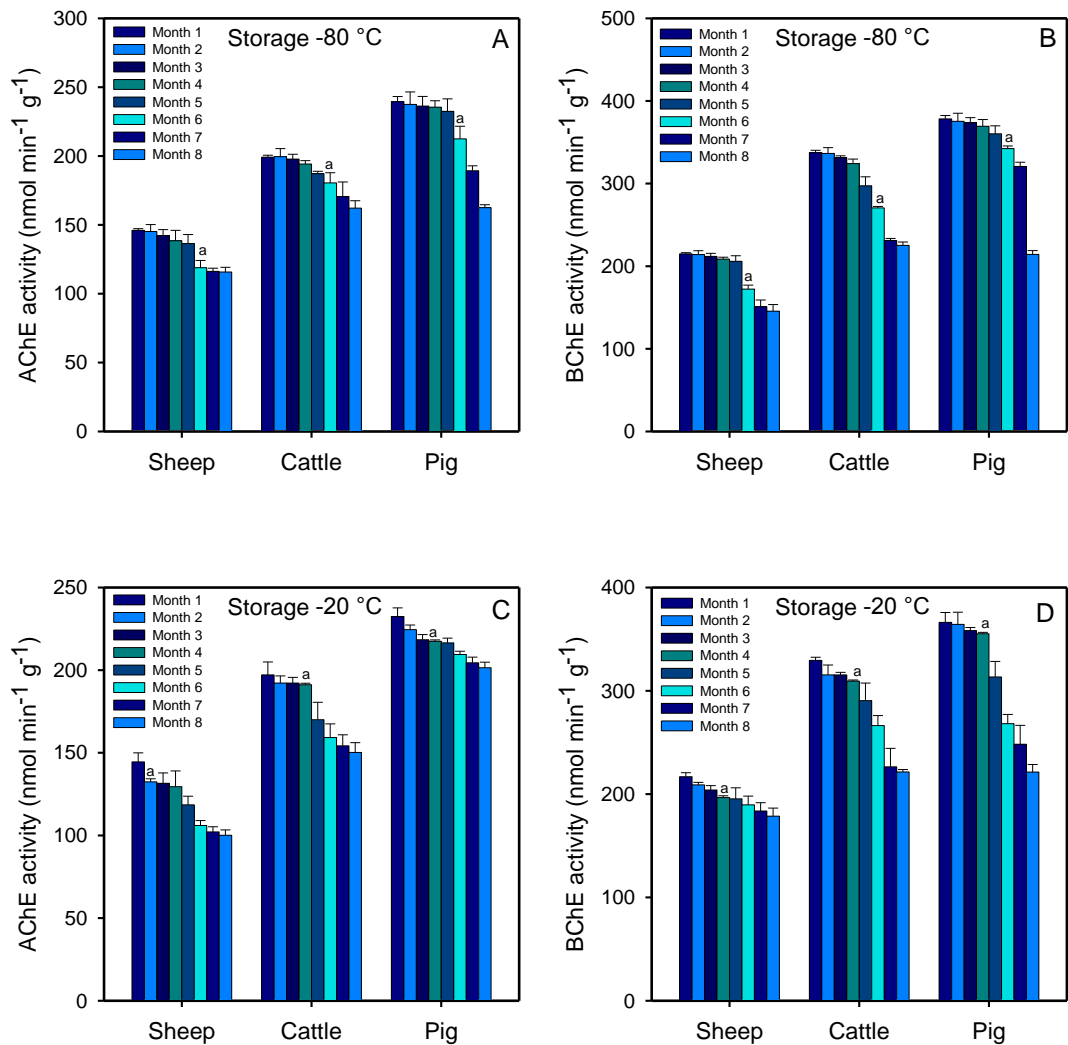 AChE activity (nmol min⁻¹ g⁻¹)
300
250
200
150
100
50
0
Month 1
Month 2
Month 3
Month 4
Month 5
Month 6
Month 7
Month 8
Storage -80 °C
A
a
a
a
Sheep
Cattle
Pig
BChE activity (nmol min⁻¹ g⁻¹)
500
400
300
200
100
0
Month 1
Month 2
Month 3
Month 4
Month 5
Month 6
Month 7
Month 8
Storage -80 °C
B
a
a
a
Sheep
Cattle
Pig
AChE activity (nmol min⁻¹ g⁻¹)
250
200
150
100
50
0
Month 1
Month 2
Month 3
Month 4
Month 5
Month 6
Month 7
Month 8
Storage -20 °C
C
a
a
a
Sheep
Cattle
Pig
BChE activity (nmol min⁻¹ g⁻¹)
400
300
200
100
0
Month 1
Month 2
Month 3
Month 4
Month 5
Month 6
Month 7
Month 8
Storage -20 °C
D
a
a
a
Sheep
Cattle
Pig